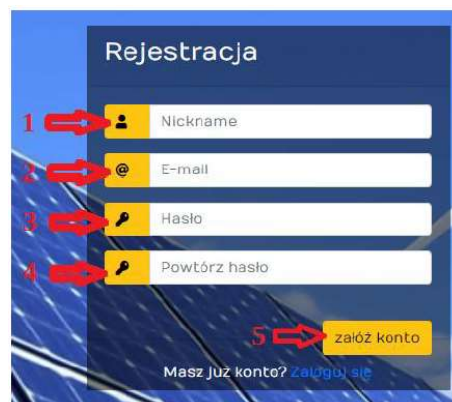 Rejestracja
1 Nickname
2 @ E-mail
3 Hasło
4 Powtórz hasło
5 załóż konto
Masz już konto? Zaloguj się